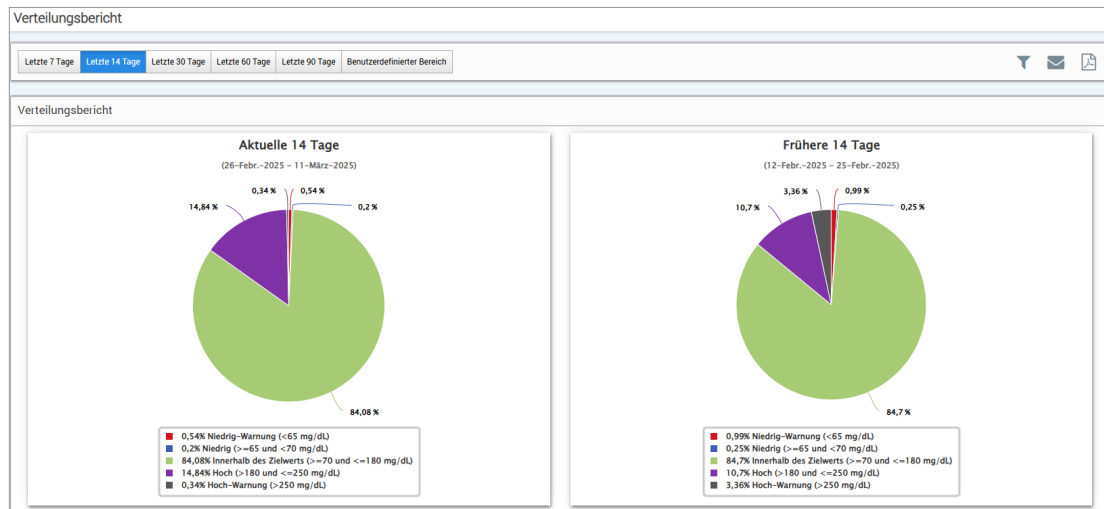 Verteilungsbericht
Letzte 7 Tage Letzte 14 Tage Letzte 30 Tage Letzte 60 Tage Letzte 90 Tage Benutzerdefinierter Bereich
Verteilungsbericht
Aktuelle 14 Tage
(26-Febr.-2025 - 11-März-2025)
0,34 % 0,54 %
14,84 % 0,2 %
84,08 %
0,54% Niedrig-Warnung (<65 mg/dL)
0,2% Niedrig (>=65 und <70 mg/dL)
84,08% Innerhalb des Zielwerts (>=70 und <=180 mg/dL)
14,84% Hoch (>180 und <=250 mg/dL)
0,34% Hoch-Warnung (>250 mg/dL)
Frühere 14 Tage
(12-Febr.-2025 - 25-Febr.-2025)
3,36 % 0,99 %
10,7 % 0,25 %
84,7 %
0,99% Niedrig-Warnung (<65 mg/dL)
0,25% Niedrig (>=65 und <70 mg/dL)
84,7% Innerhalb des Zielwerts (>=70 und <=180 mg/dL)
10,7% Hoch (>180 und <=250 mg/dL)
3,36% Hoch-Warnung (>250 mg/dL)